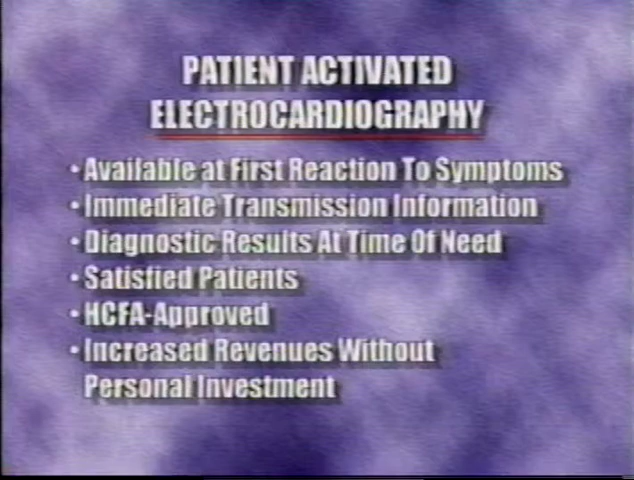 PATIENT ACTIVATED
ELECTROCARDIOGRAPHY
• Available at First Reaction To Symptoms
• Immediate Transmission Information
• Diagnostic Results At Time Of Need
• Satisfied Patients
• HCFA-Approved
• Increased Revenues Without
Personal Investment